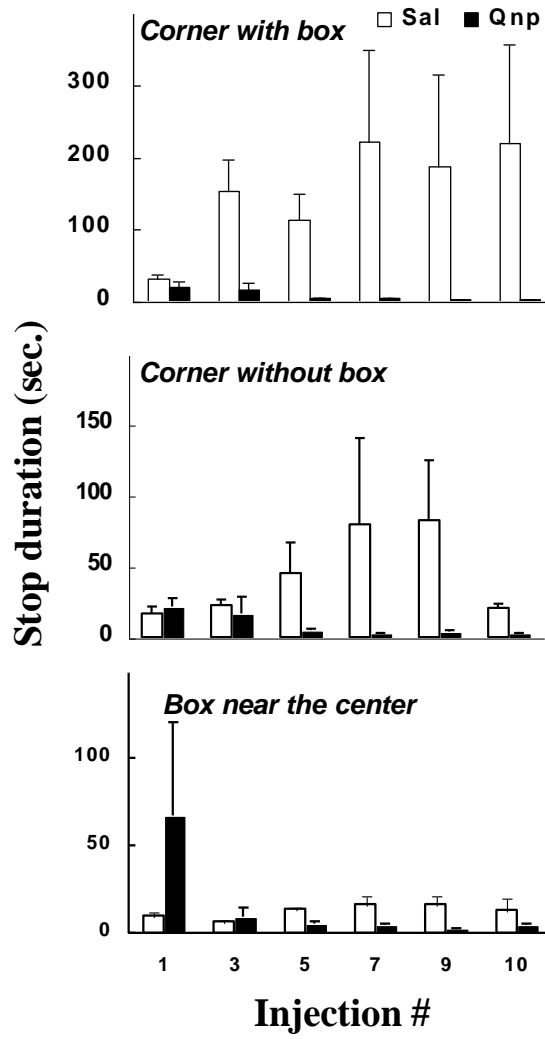 Sal Qnp
Corner with box
300
200
100
0
Corner without box
150
100
50
0
Box near the center
100
50
0
1 3 5 7 9 10
Injection #
Stop duration (sec.)